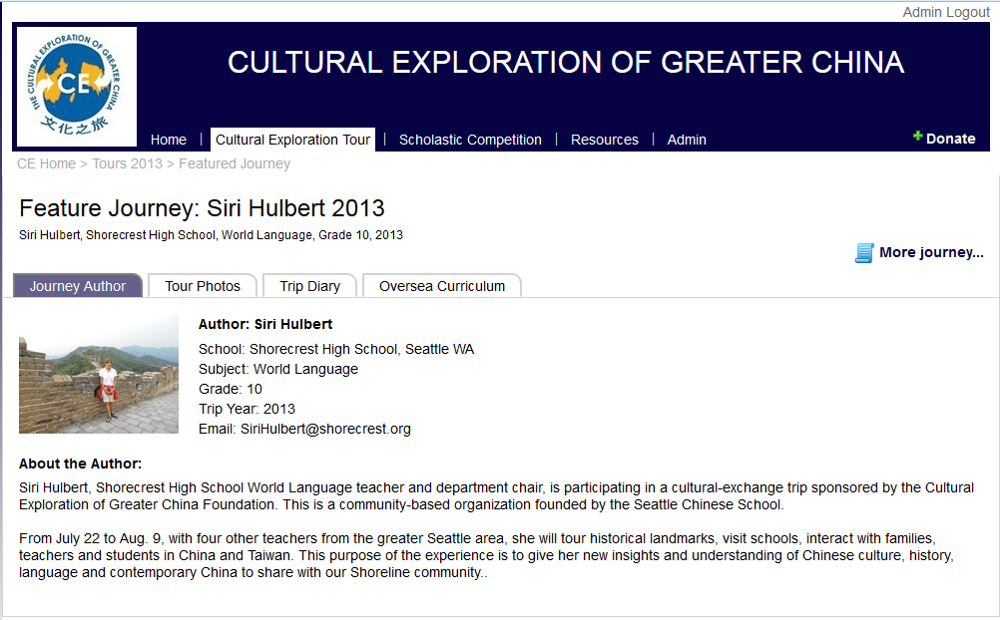 Admin Logout
THE CULTURAL EXPLORATION OF GREATER CHINA
CE
文化之旅
CULTURAL EXPLORATION OF GREATER CHINA
Home | Cultural Exploration Tour | Scholastic Competition | Resources | Admin
Donate
CE Home > Tours 2013 > Featured Journey
Feature Journey: Siri Hulbert 2013
Siri Hulbert, Shorecrest High School, World Language, Grade 10, 2013
More journey...
Journey Author Tour Photos Trip Diary Oversea Curriculum
Author: Siri Hulbert
School: Shorecrest High School, Seattle WA
Subject: World Language
Grade: 10
Trip Year: 2013
Email: SiriHulbert@shorecrest.org
About the Author:
Siri Hulbert, Shorecrest High School World Language teacher and department chair, is participating in a cultural-exchange trip sponsored by the Cultural
Exploration of Greater China Foundation. This is a community-based organization founded by the Seattle Chinese School.
From July 22 to Aug. 9, with four other teachers from the greater Seattle area, she will tour historical landmarks, visit schools, interact with families,
teachers and students in China and Taiwan. This purpose of the experience is to give her new insights and understanding of Chinese culture, history,
language and contemporary China to share with our Shoreline community..